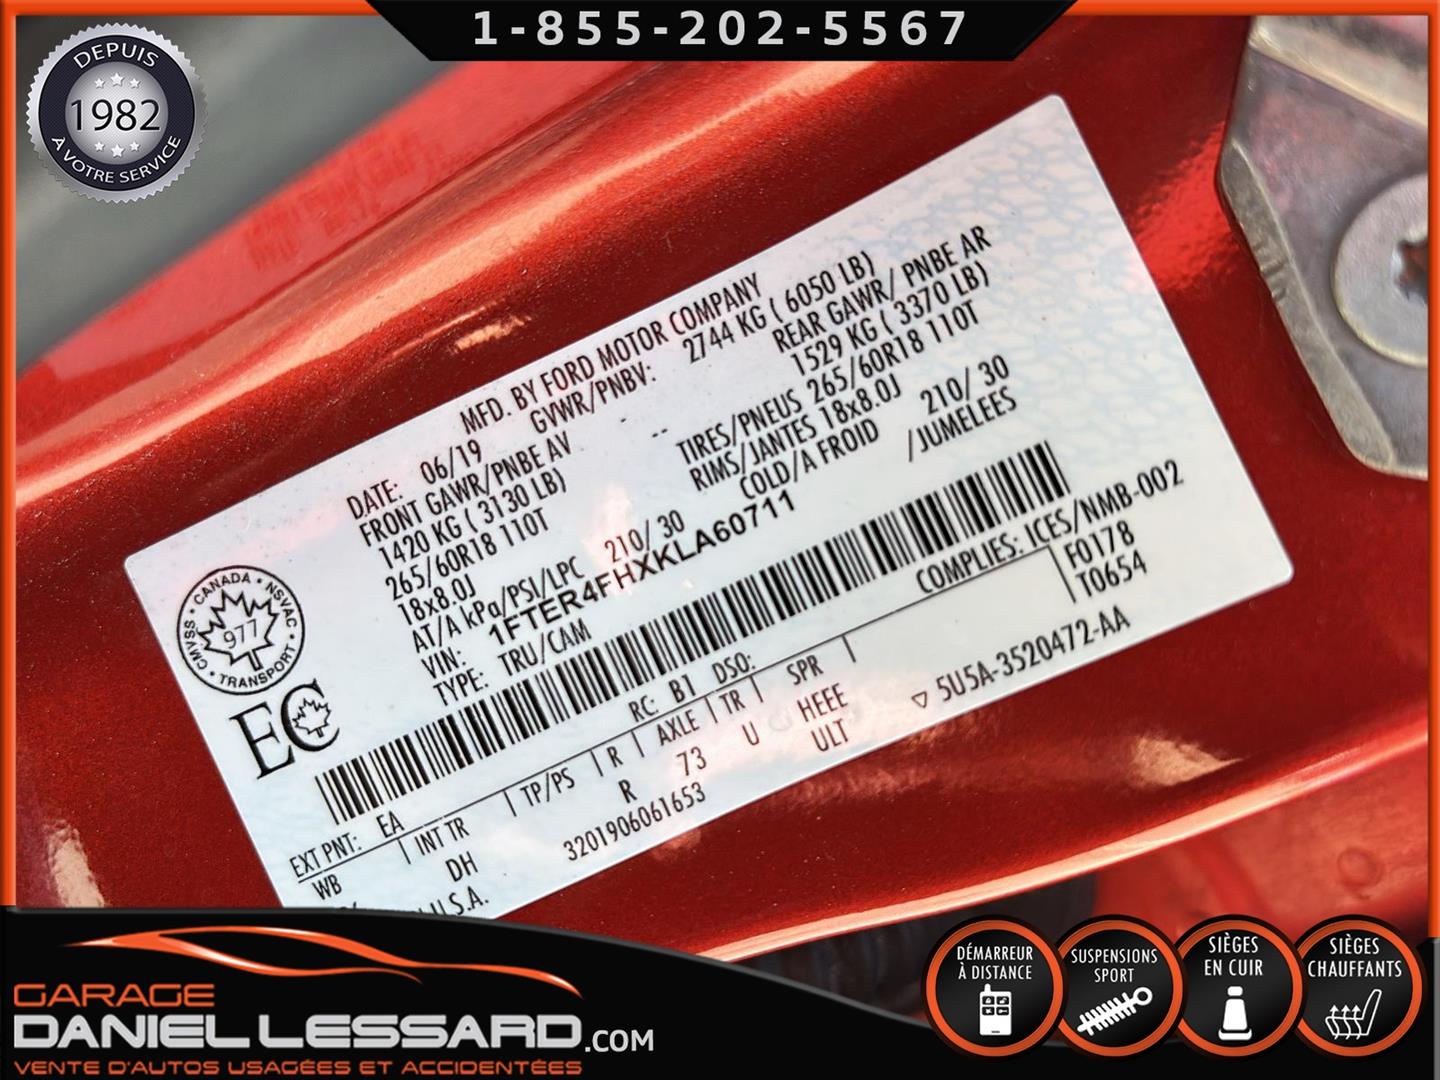 1-855-202-5567
DEPUIS
1982
À VOTRE SERVICE
MFD. BY FORD MOTOR COMPANY
DATE: 06/19 GVWR/PNBV: 2744 KG ( 6050 LB)
FRONT GAWR/PNBE AV -- REAR GAWR/ PNBE AR
1420 KG ( 3130 LB) 1529 KG ( 3370 LB)
265/60R18 110T TIRES/PNEUS 265/60R18 110T
18x8.0J RIMS/JANTES 18x8.0J
AT/A kPa/PSI/LPC 210/ 30 COLD/A FROID 210/ 30
VIN: 1FTER4FHXKLA60711 /JUMELEES
TYPE: TRU/CAM
CANADA • NSVAC • TRANSPORT • CMVSS •
977
EC
COMPLIES: ICES/NMB-002
EXT PNT: EA RC: B1 DSO: F0178
WB INT TR TP/PS R AXLE TR SPR T0654
DH R 73 U HEEE
U.S.A. 3201906061653 ULT
▽ 5U5A-3520472-AA
GARAGE
DANIEL LESSARD.COM
VENTE D'AUTOS USAGÉES ET ACCIDENTÉES
DÉMARREUR
À DISTANCE
SUSPENSIONS
SPORT
SIÈGES
EN CUIR
SIÈGES
CHAUFFANTS